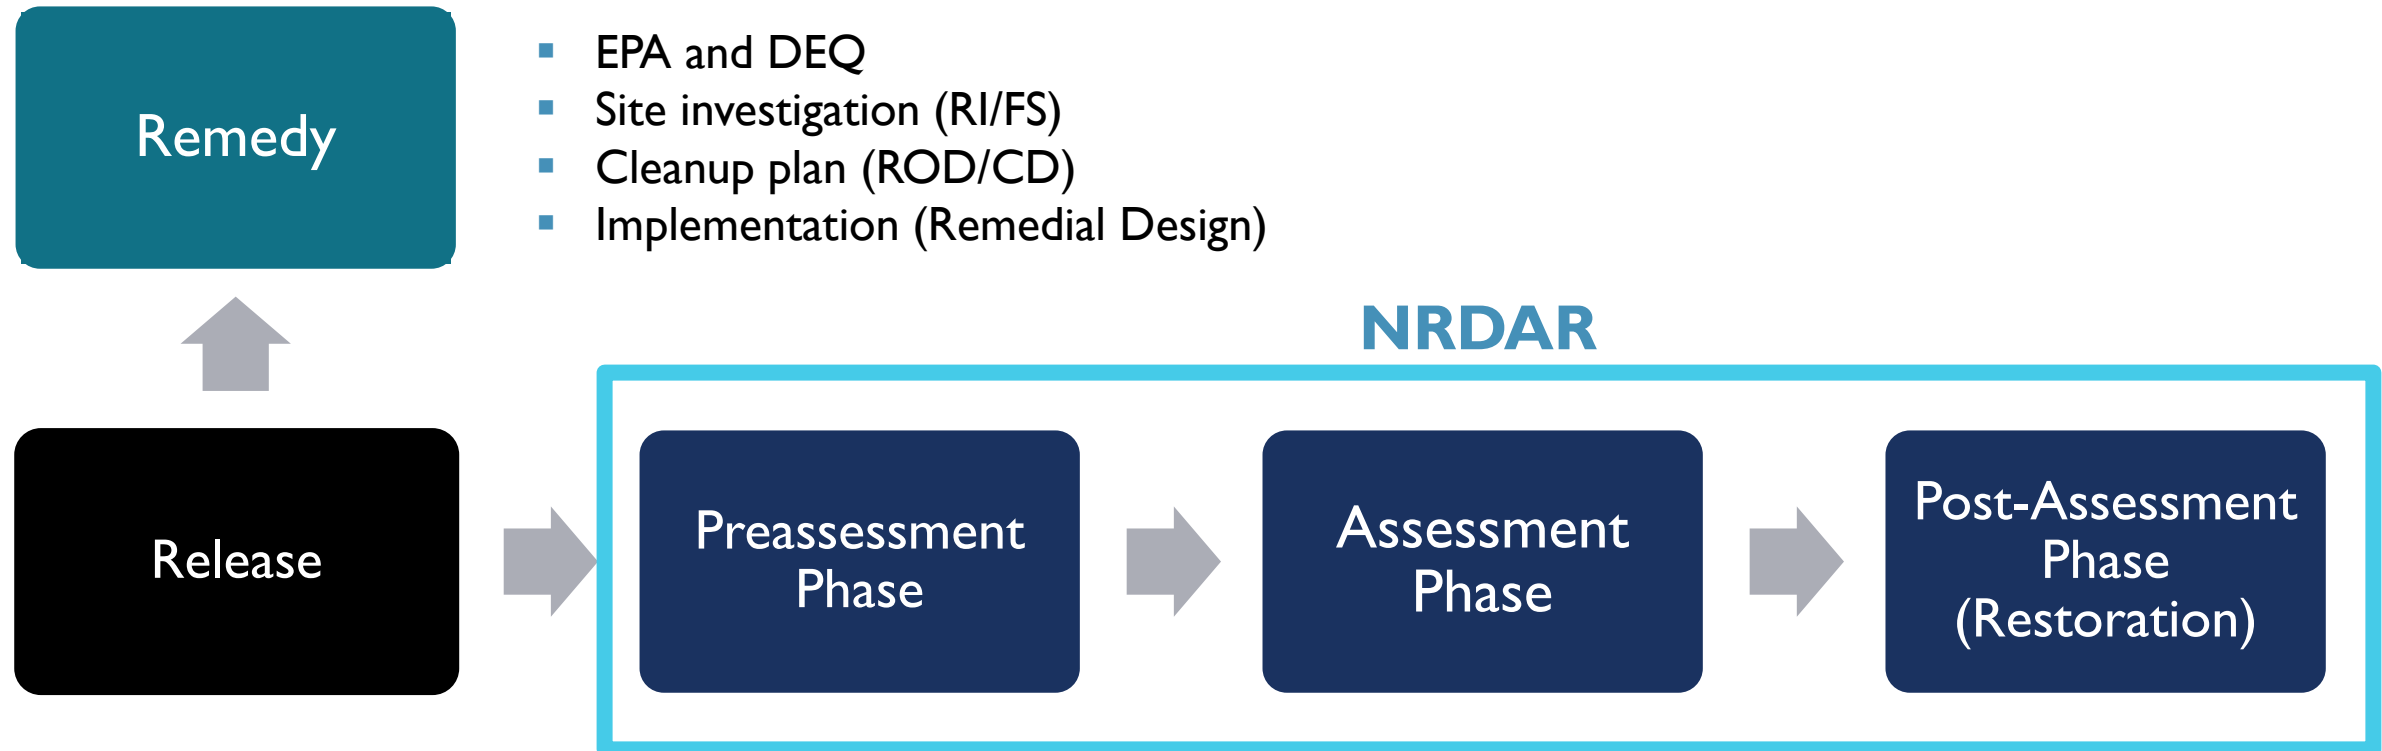 Remedy
▪ EPA and DEQ
▪ Site investigation (RI/FS)
▪ Cleanup plan (ROD/CD)
▪ Implementation (Remedial Design)
NRDAR
Release
Preassessment
Phase
Assessment
Phase
Post-Assessment
Phase
(Restoration)